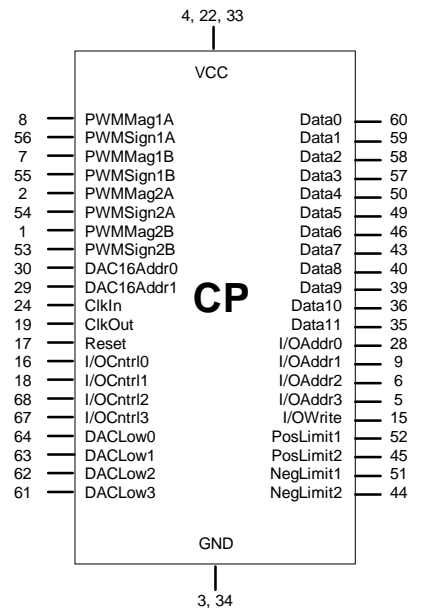 4, 22, 33
VCC
8 PWMMag1A Data0 60
56 PWMSign1A Data1 59
7 PWMMag1B Data2 58
55 PWMSign1B Data3 57
2 PWMMag2A Data4 50
54 PWMSign2A Data5 49
1 PWMMag2B Data6 46
53 PWMSign2B Data7 43
30 DAC16Addr0 Data8 40
29 DAC16Addr1 Data9 39
24 ClkIn Data10 36
19 ClkOut Data11 35
17 Reset I/OAddr0 28
16 I/OCntrl0 I/OAddr1 9
18 I/OCntrl1 I/OAddr2 6
68 I/OCntrl2 I/OAddr3 5
67 I/OCntrl3 I/OWrite 15
64 DACLow0 PosLimit1 52
63 DACLow1 PosLimit2 45
62 DACLow2 NegLimit1 51
61 DACLow3 NegLimit2 44
CP
GND
3, 34